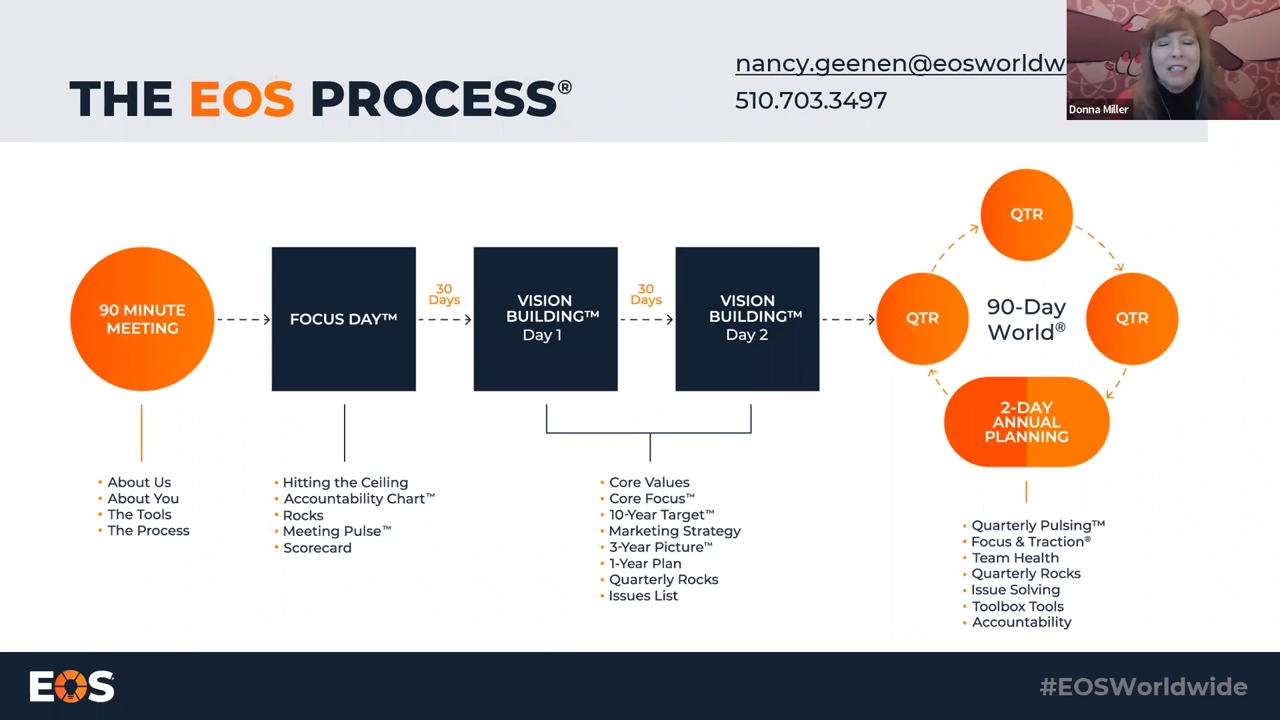 THE EOS PROCESS®
nancy.geenen@eosworldw
510.703.3497
Donna Miller
90 MINUTE
MEETING
FOCUS DAY™
30
Days
VISION
BUILDING™
Day 1
30
Days
VISION
BUILDING™
Day 2
QTR
QTR
90-Day
World®
QTR
2-DAY
ANNUAL
PLANNING
• About Us
• About You
• The Tools
• The Process
• Hitting the Ceiling
• Accountability Chart™
• Rocks
• Meeting Pulse™
• Scorecard
• Core Values
• Core Focus™
• 10-Year Target™
• Marketing Strategy
• 3-Year Picture™
• 1-Year Plan
• Quarterly Rocks
• Issues List
• Quarterly Pulsing™
• Focus & Traction®
• Team Health
• Quarterly Rocks
• Issue Solving
• Toolbox Tools
• Accountability
EOS
#EOSWorldwide